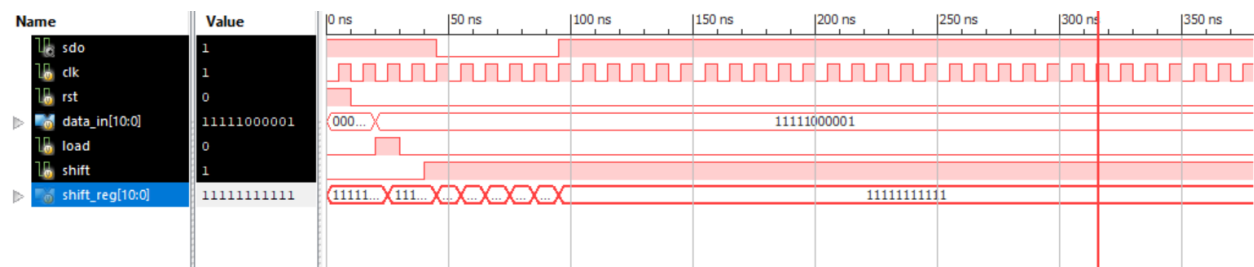 Name Value 0 ns 50 ns 100 ns 150 ns 200 ns 250 ns 300 ns 350 ns
sdo 1
clk 1
rst 0
data_in[10:0] 11111000001 000... 11111000001
load 0
shift 1
shift_reg[10:0] 11111111111 11111... 111... ... ... ... ... ... 11111111111